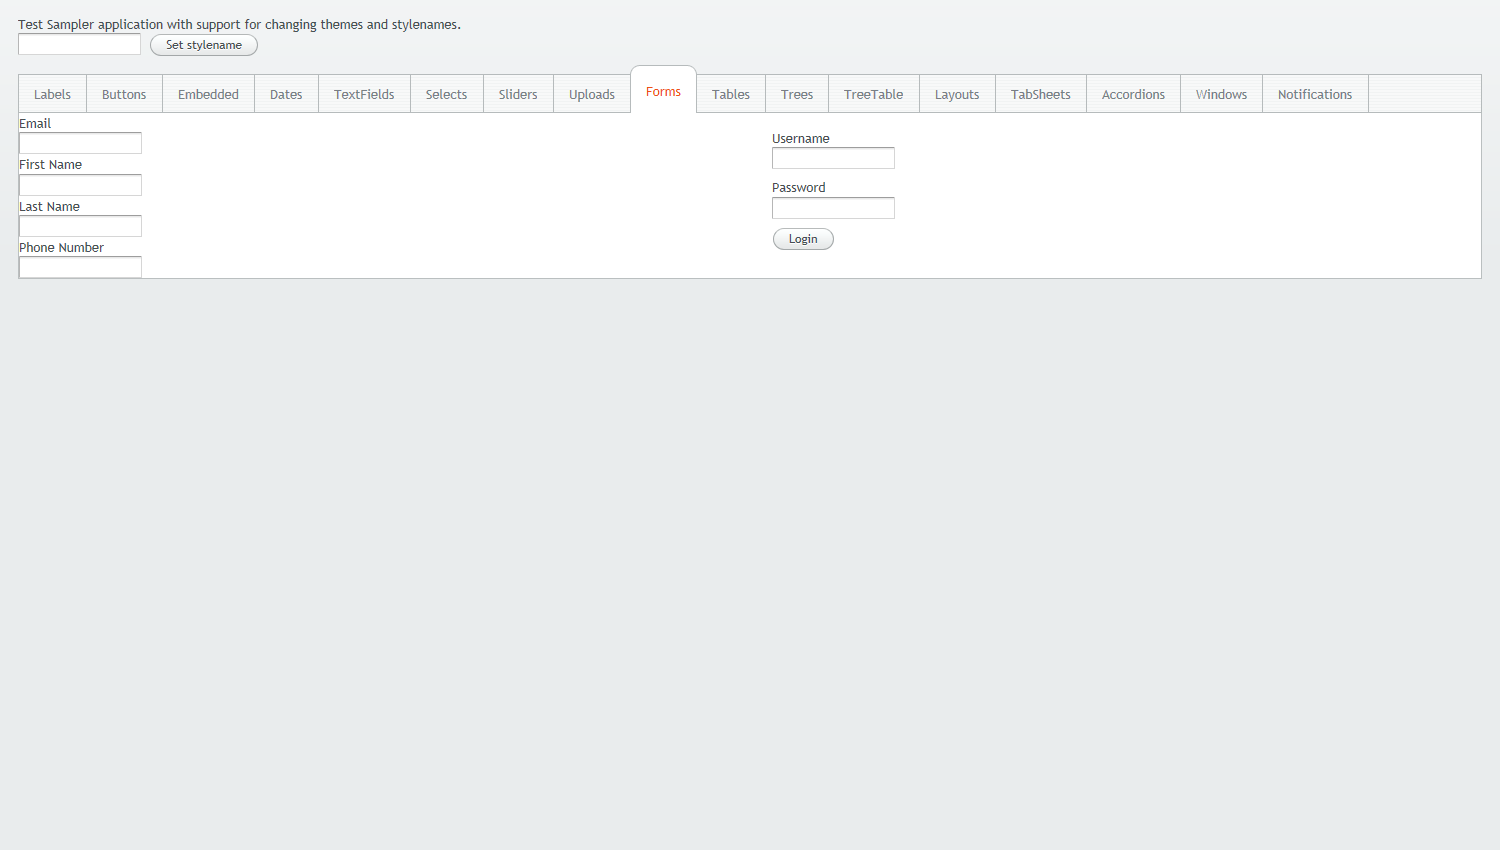 Test Sampler application with support for changing themes and stylenames.
Set stylename
Labels Buttons Embedded Dates TextFields Selects Sliders Uploads Forms Tables Trees TreeTable Layouts TabSheets Accordions Windows Notifications
Email
First Name
Last Name
Phone Number
Username
Password
Login